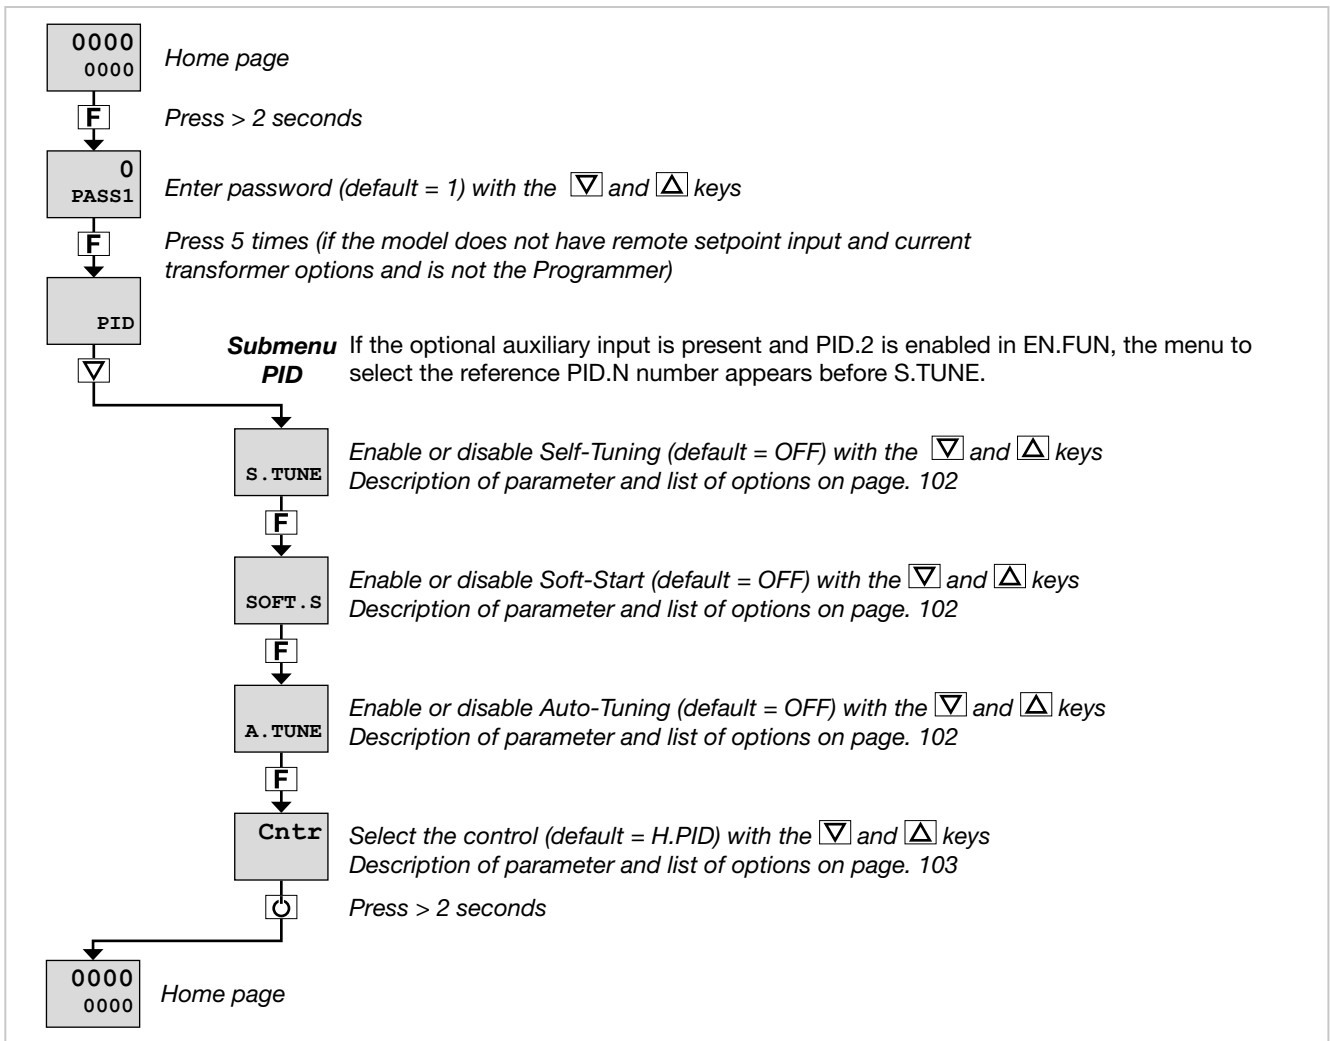 0000
0000
Home page
F
Press > 2 seconds
0
PASS1
Enter password (default = 1) with the ▽ and △ keys
F
Press 5 times (if the model does not have remote setpoint input and current
transformer options and is not the Programmer)
PID
Submenu PID
If the optional auxiliary input is present and PID.2 is enabled in EN.FUN, the menu to
select the reference PID.N number appears before S.TUNE.
▽
S.TUNE
Enable or disable Self-Tuning (default = OFF) with the ▽ and △ keys
Description of parameter and list of options on page. 102
F
SOFT.S
Enable or disable Soft-Start (default = OFF) with the ▽ and △ keys
Description of parameter and list of options on page. 102
F
A.TUNE
Enable or disable Auto-Tuning (default = OFF) with the ▽ and △ keys
Description of parameter and list of options on page. 102
F
Cntr
Select the control (default = H.PID) with the ▽ and △ keys
Description of parameter and list of options on page. 103
Press > 2 seconds
0000
0000
Home page